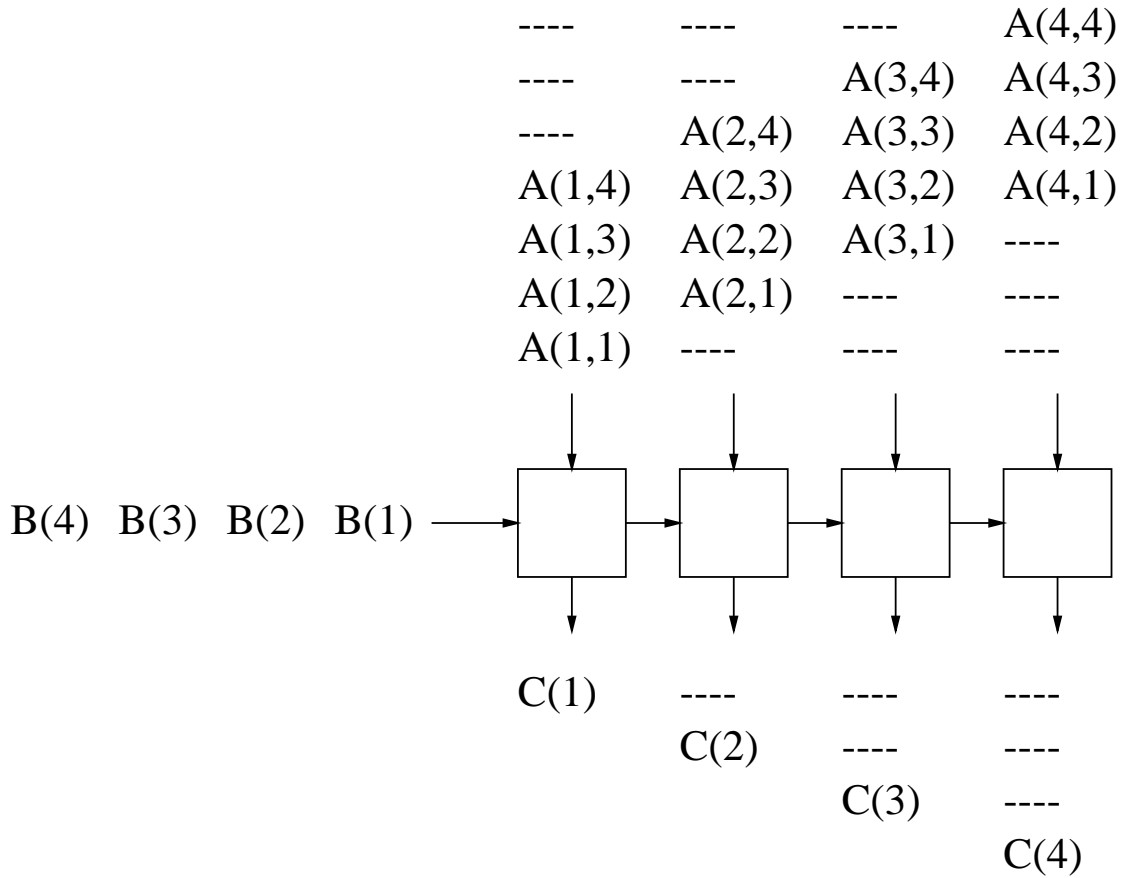 ---- ---- ---- A(4,4)
---- ---- A(3,4) A(4,3)
---- A(2,4) A(3,3) A(4,2)
A(1,4) A(2,3) A(3,2) A(4,1)
A(1,3) A(2,2) A(3,1) ----
A(1,2) A(2,1) ---- ----
A(1,1) ---- ---- ----
B(4) B(3) B(2) B(1)
C(1) ---- ---- ----
C(2) ---- ----
C(3) ----
C(4)